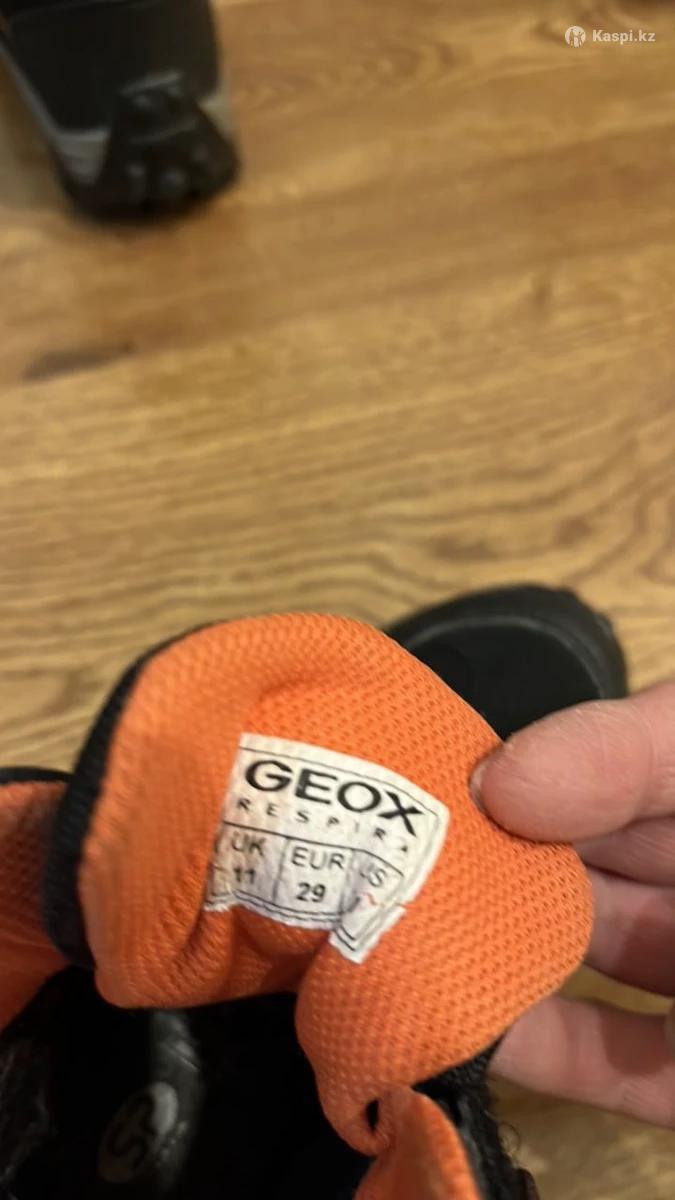 Kaspi.kz
GEOX
RESPIRA
UK EUR US
11 29